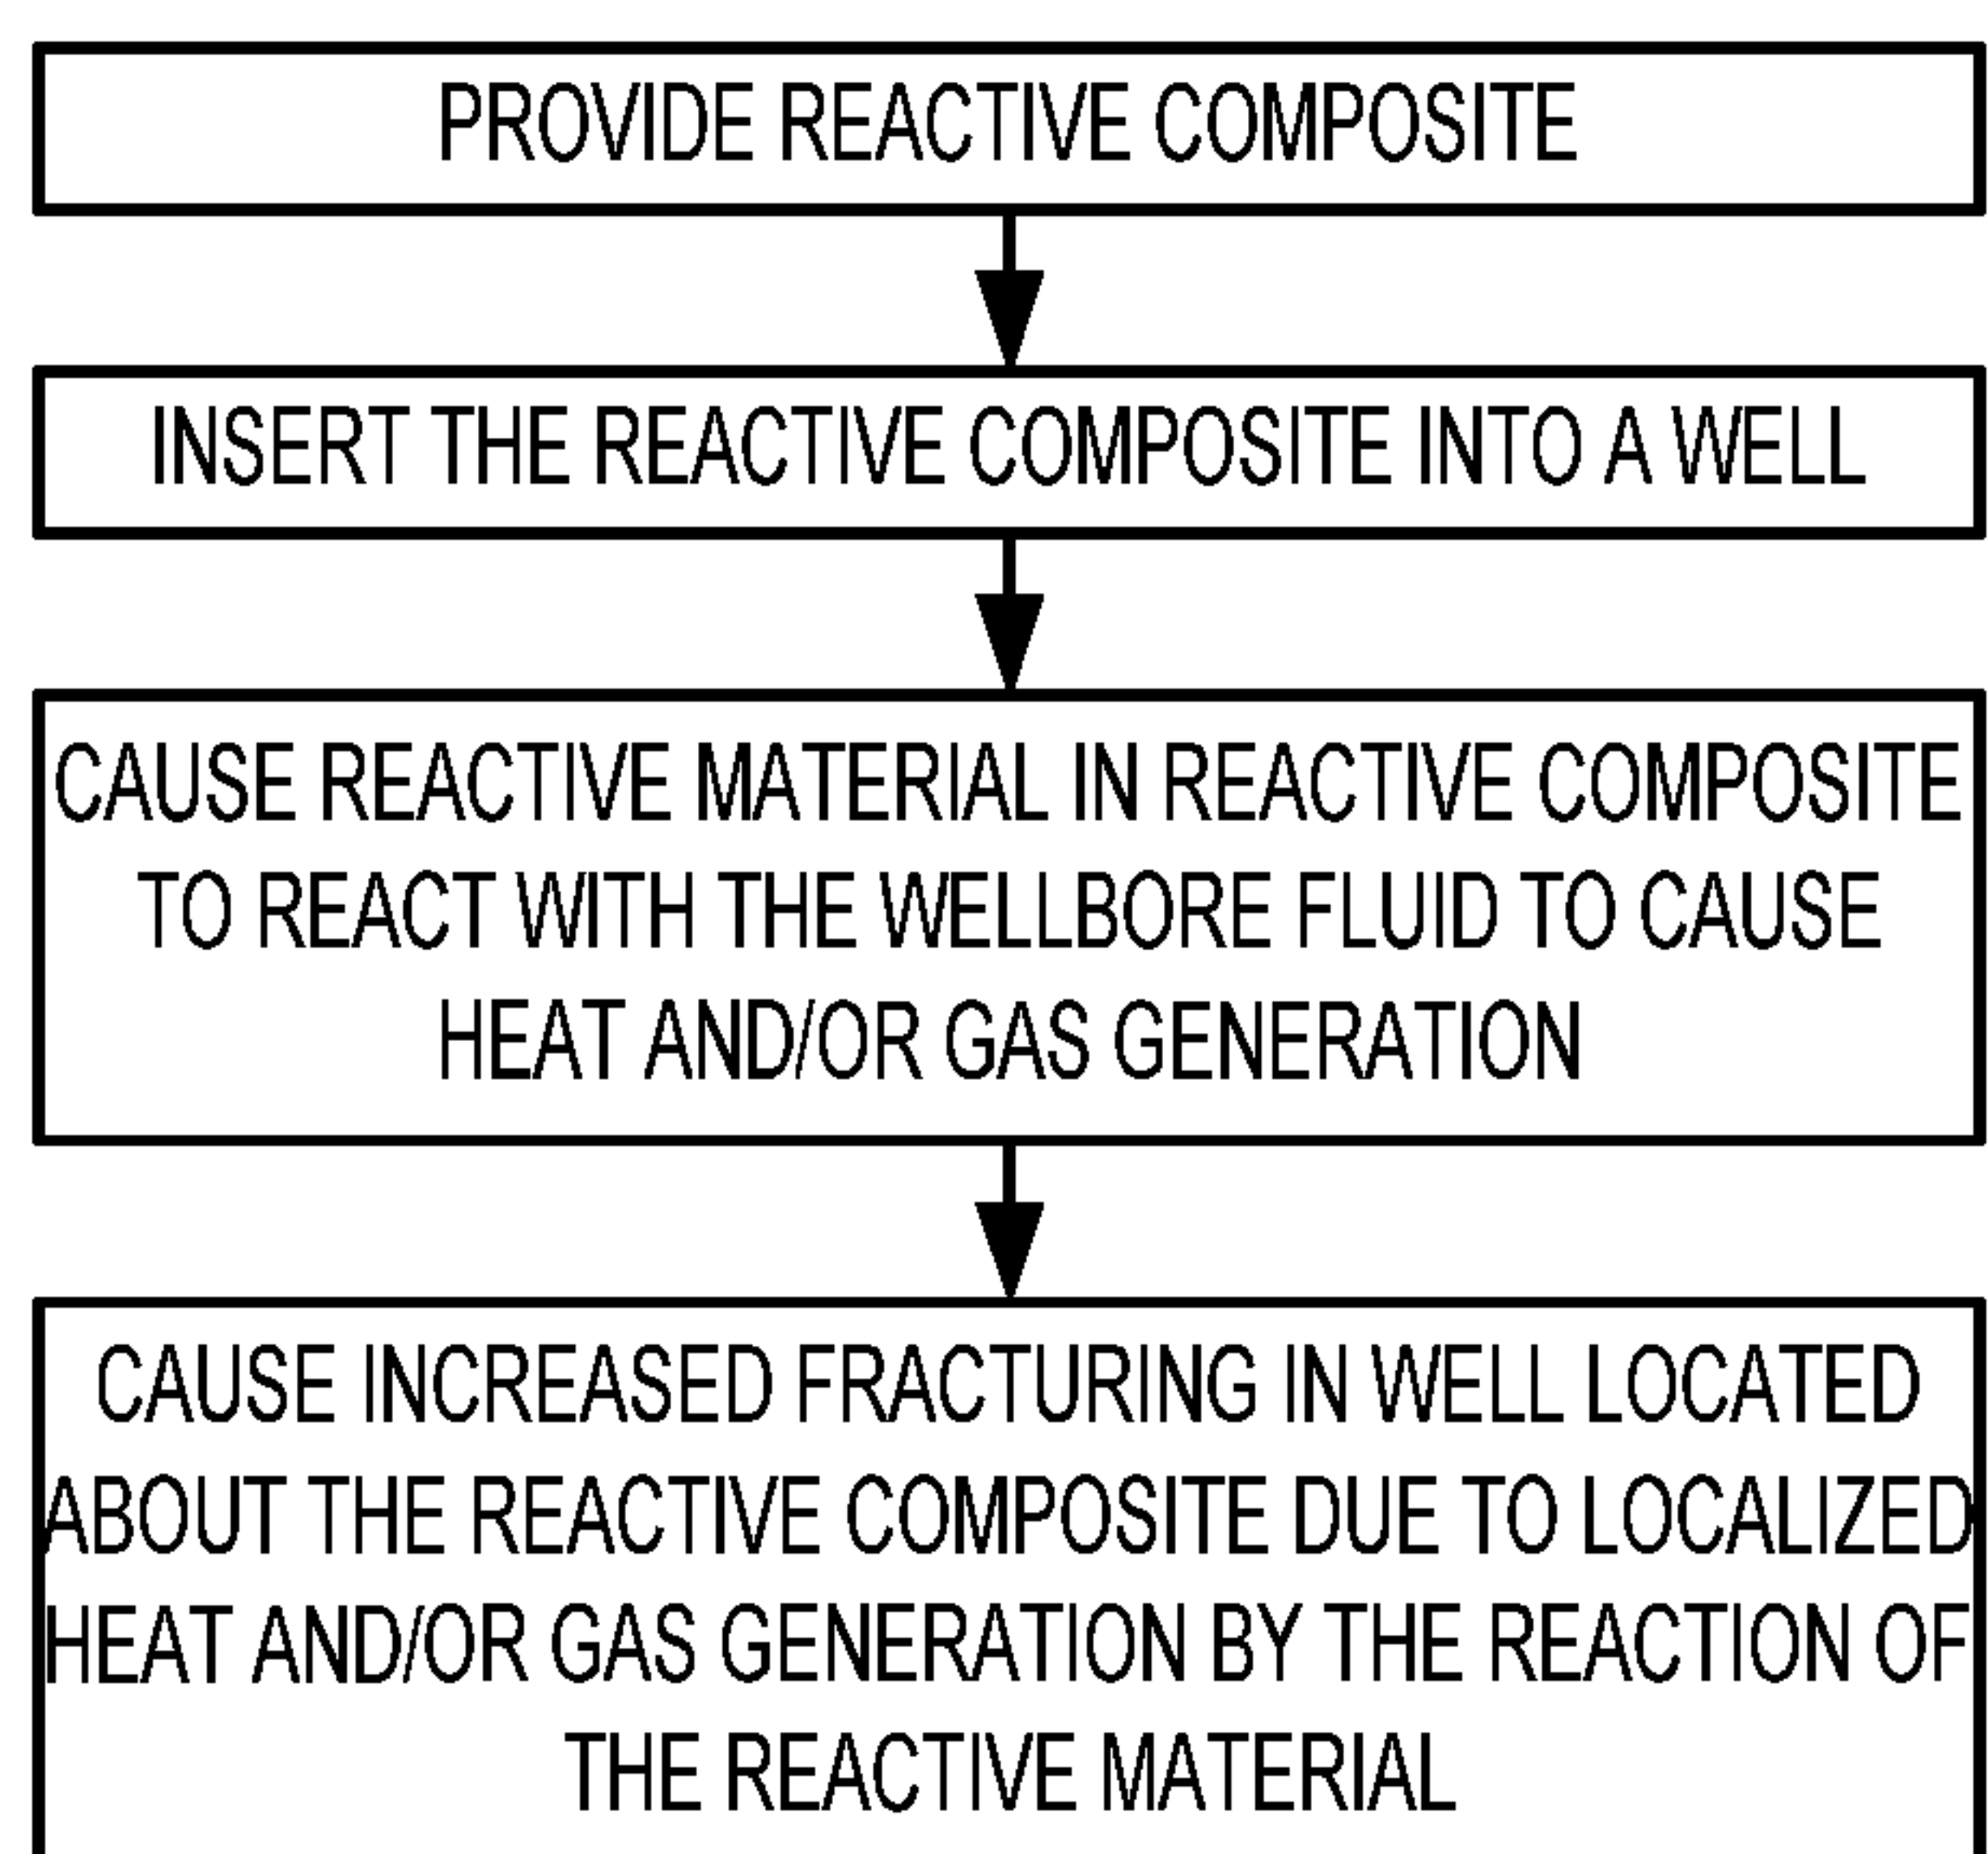 PROVIDE REACTIVE COMPOSITE
INSERT THE REACTIVE COMPOSITE INTO A WELL
CAUSE REACTIVE MATERIAL IN REACTIVE COMPOSITE
TO REACT WITH THE WELLBORE FLUID TO CAUSE
HEAT AND/OR GAS GENERATION
CAUSE INCREASED FRACTURING IN WELL LOCATED
ABOUT THE REACTIVE COMPOSITE DUE TO LOCALIZED
HEAT AND/OR GAS GENERATION BY THE REACTION OF
THE REACTIVE MATERIAL